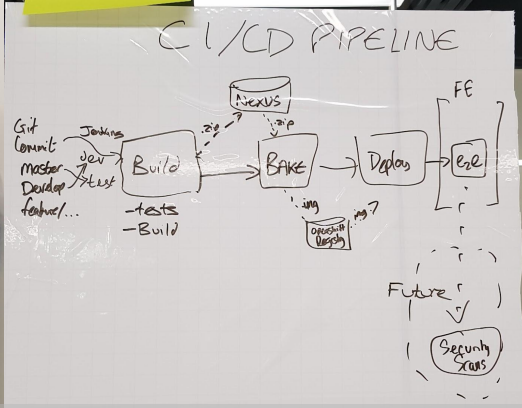 CI/CD PIPELINE
FE
Nexus
.zip
.zip
Git
Commit
Jenkins
master
dev
Develop
test
feature/...
Build
BAKE
Deploy
e2e
-tests
-Build
.img
.img
Openshift
Registry
Future
Security
Scans